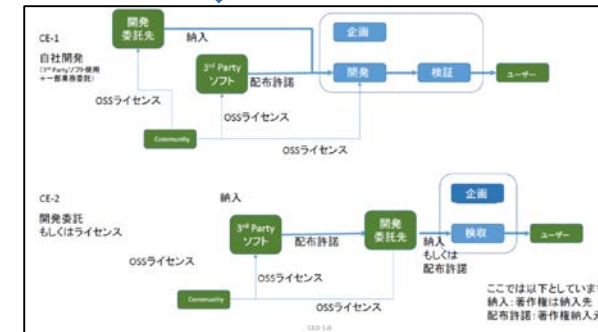 CE-1
自社開発
(3rd Partyソフト使用
+一部業務委託)
開発
委託先
納入
3rd Party
ソフト
配布許諾
企画
開発
検証
ユーザー
OSSライセンス
OSSライセンス
Community
OSSライセンス
CE-2
開発委託
もしくはライセンス
納入
3rd Party
ソフト
配布許諾
開発
委託先
納入
もしくは
配布許諾
企画
検収
ユーザー
OSSライセンス
OSSライセンス
Community
OSSライセンス
ここでは以下としています
納入:著作権は納入先
配布許諾:著作権納入元